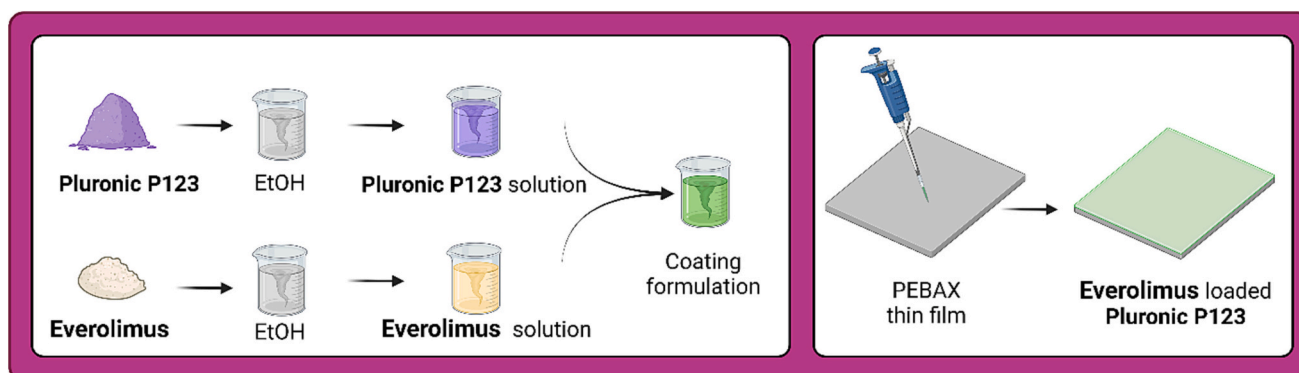 Pluronic P123
EtOH
Pluronic P123 solution
Everolimus
EtOH
Everolimus solution
Coating
formulation
PEBAX
thin film
Everolimus loaded
Pluronic P123